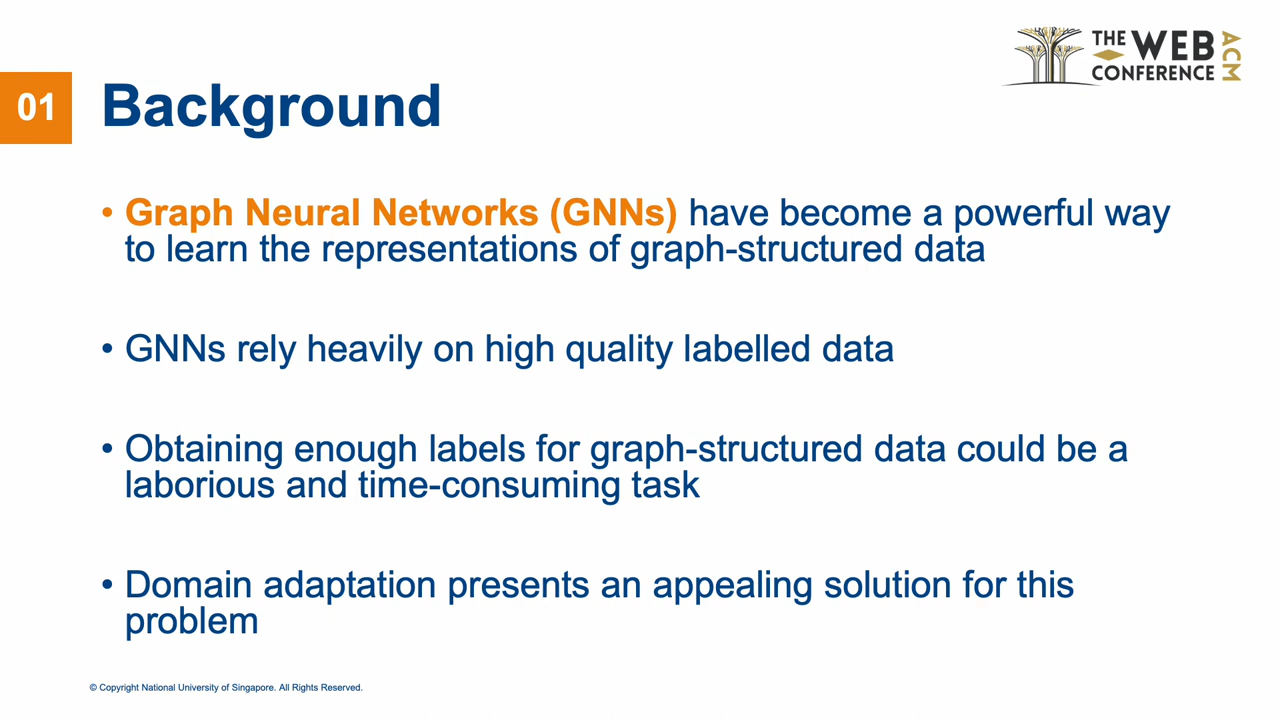 THE WEB CONFERENCE ACM
01
Background
• Graph Neural Networks (GNNs) have become a powerful way
to learn the representations of graph-structured data
• GNNs rely heavily on high quality labelled data
• Obtaining enough labels for graph-structured data could be a
laborious and time-consuming task
• Domain adaptation presents an appealing solution for this
problem
© Copyright National University of Singapore. All Rights Reserved.